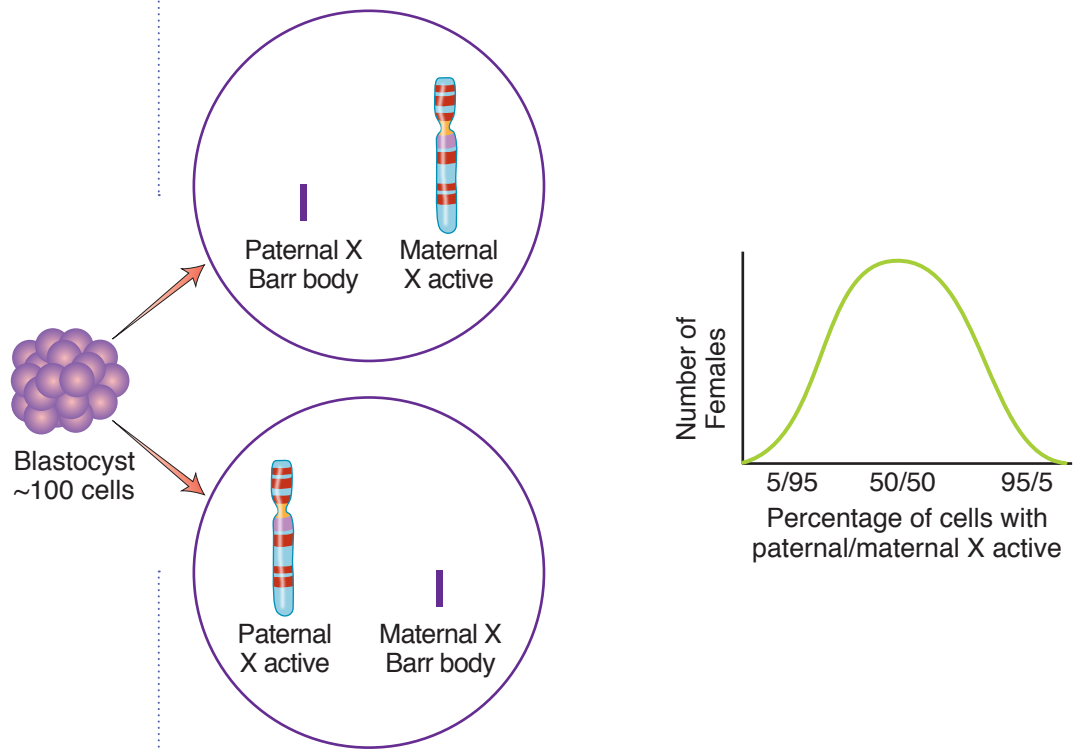 Paternal X
Barr body
Maternal
X active
Blastocyst
~100 cells
Paternal
X active
Maternal X
Barr body
Number of
Females
5/95
50/50
95/5
Percentage of cells with
paternal/maternal X active